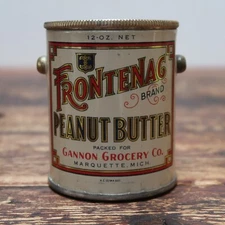 12-OZ. NET
FRONTENAC
BRAND
PEANUT BUTTER
PACKED FOR
GANNON GROCERY CO.
MARQUETTE, MICH.